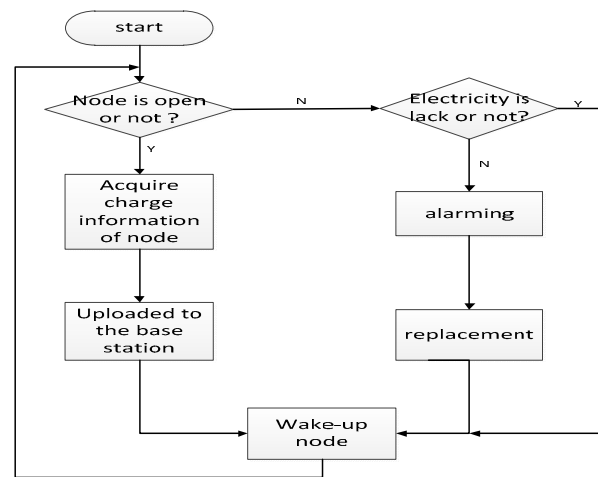 start
Node is open
or not ?
N
Electricity is
lack or not?
Y
Y
N
Acquire
charge
information
of node
alarming
Uploaded to
the base
station
replacement
Wake-up
node